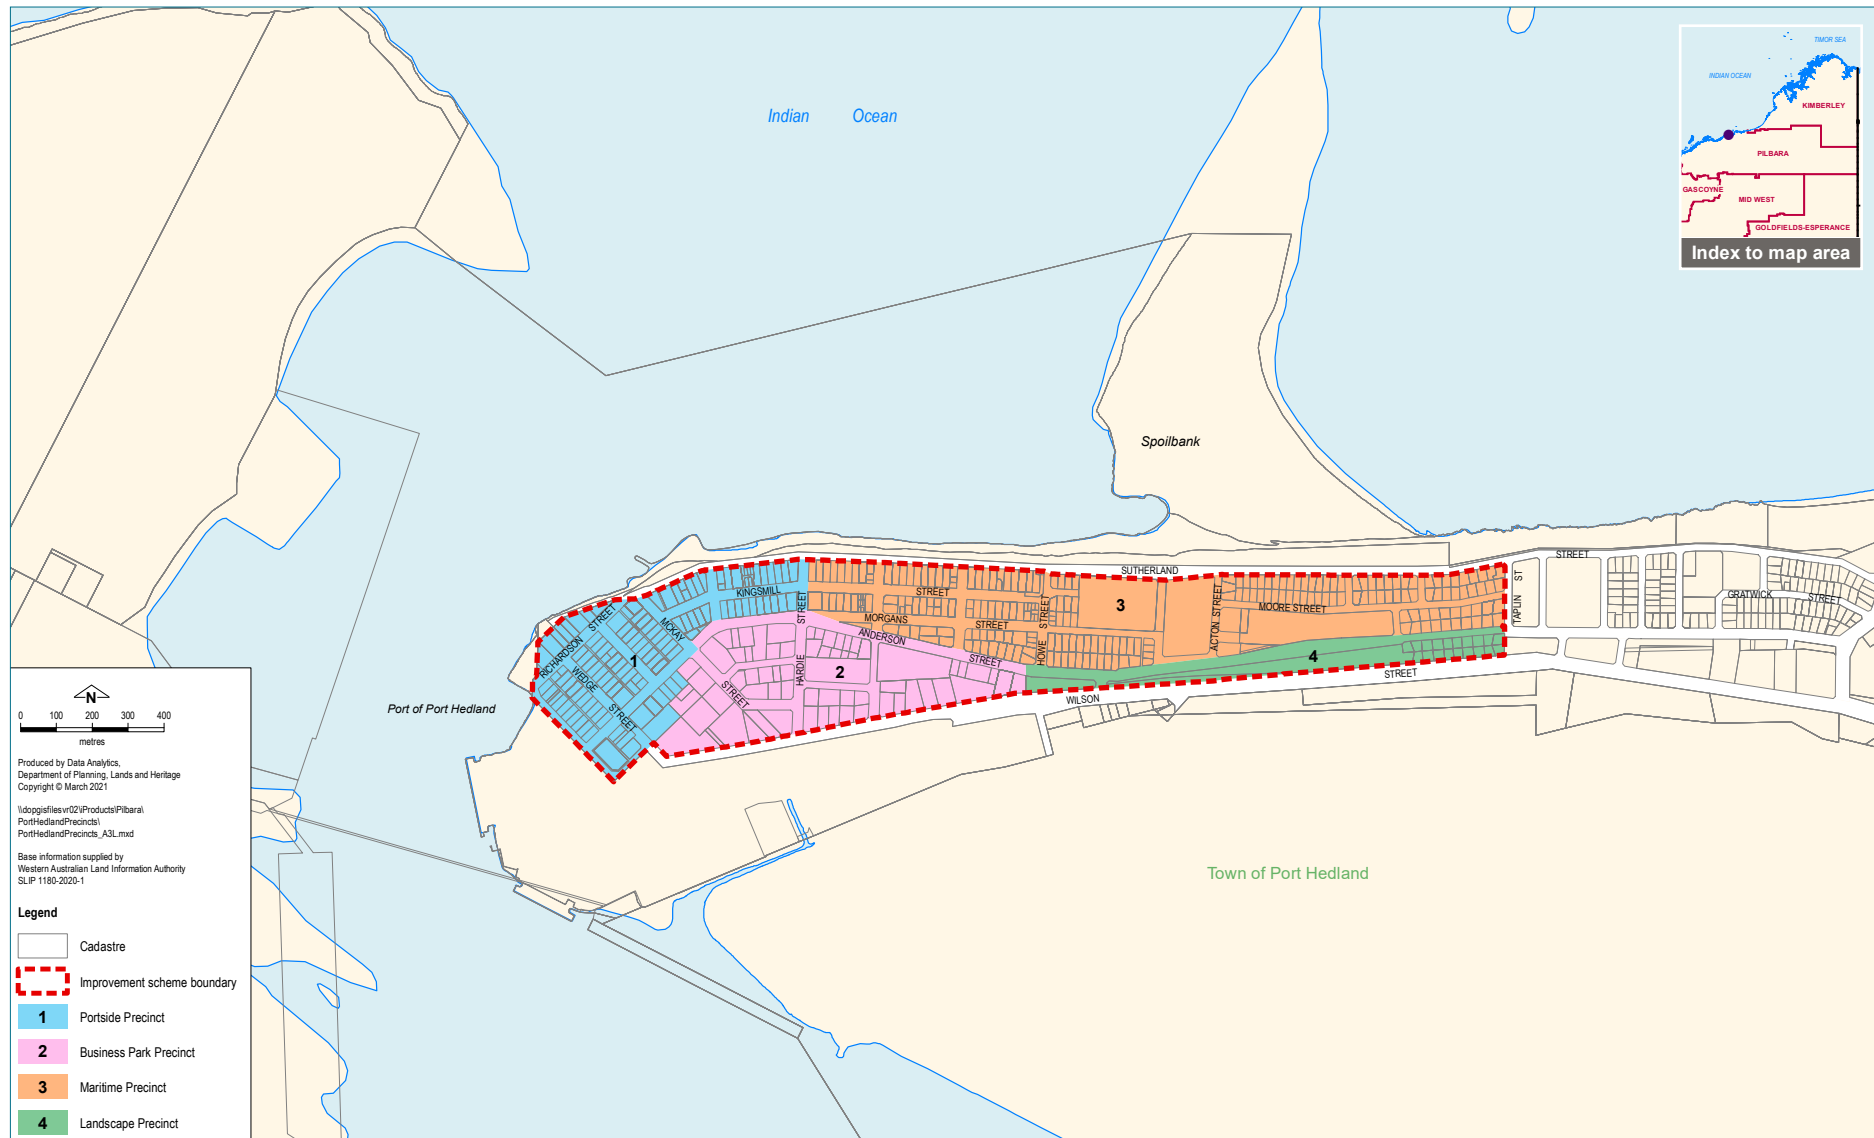 TIMOR SEA
INDIAN OCEAN
KIMBERLEY
PILBARA
GASCOYNE
MID WEST
GOLDFIELDS-ESPERANCE
Index to map area
Indian Ocean
Spoilbank
STREET
SUTHERLAND
TAPLIN ST
KINGSMILL
STREET
STREET
GRATWICK
STREET
3
MOORE STREET
ACTON STREET
RICHARDSON STREET
MCKAY
MORGANS
STREET
HOWE STREET
ANDERSON
STREET
HARDIE
1
2
4
WEDGE
STREET
STREET
WILSON
STREET
Port of Port Hedland
Town of Port Hedland
N
0 100 200 300 400
metres
Produced by Data Analytics,
Department of Planning, Lands and Heritage
Copyright © March 2021
\\dopgisfilesvr02\iProducts\Pilbara\
PortHedlandPrecincts\
PortHedlandPrecincts_A3L.mxd
Base information supplied by
Western Australian Land Information Authority
SLIP 1180-2020-1
Legend
Cadastre
Improvement scheme boundary
1 Portside Precinct
2 Business Park Precinct
3 Maritime Precinct
4 Landscape Precinct